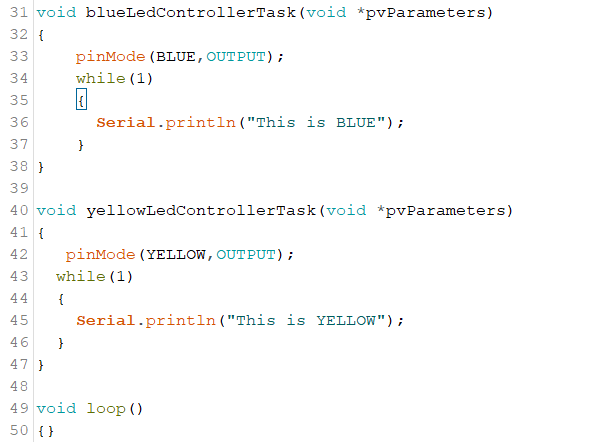 31 void blueLedControllerTask(void *pvParameters)
32 {
33     pinMode(BLUE,OUTPUT);
34     while(1)
35     {
36       Serial.println("This is BLUE");
37     }
38 }
39
40 void yellowLedControllerTask(void *pvParameters)
41 {
42    pinMode(YELLOW,OUTPUT);
43   while(1)
44   {
45     Serial.println("This is YELLOW");
46   }
47 }
48
49 void loop()
50 {}